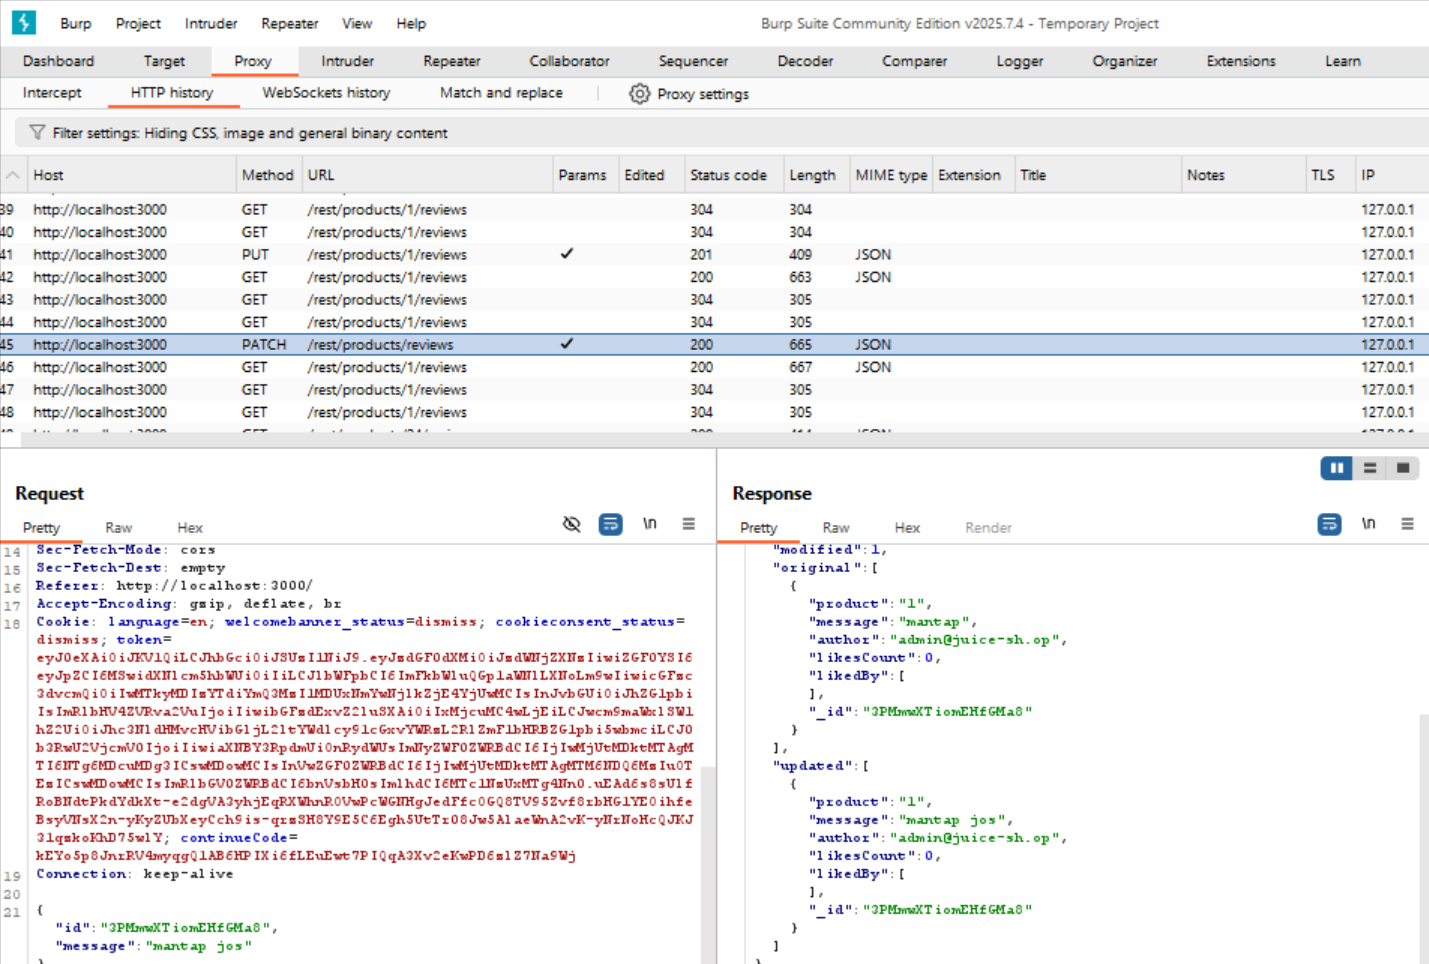 Burp Project Intruder Repeater View Help Burp Suite Community Edition v2025.7.4 - Temporary Project
Dashboard Target Proxy Intruder Repeater Collaborator Sequencer Decoder Comparer Logger Organizer Extensions Learn
Intercept HTTP history WebSockets history Match and replace Proxy settings
Filter settings: Hiding CSS, image and general binary content
Host Method URL Params Edited Status code Length MIME type Extension Title Notes TLS IP
39 http://localhost:3000 GET /rest/products/1/reviews 304 304 127.0.0.1
40 http://localhost:3000 GET /rest/products/1/reviews 304 304 127.0.0.1
41 http://localhost:3000 PUT /rest/products/1/reviews ✓ 201 409 JSON 127.0.0.1
42 http://localhost:3000 GET /rest/products/1/reviews 200 663 JSON 127.0.0.1
43 http://localhost:3000 GET /rest/products/1/reviews 304 305 127.0.0.1
44 http://localhost:3000 GET /rest/products/1/reviews 304 305 127.0.0.1
45 http://localhost:3000 PATCH /rest/products/reviews ✓ 200 665 JSON 127.0.0.1
46 http://localhost:3000 GET /rest/products/1/reviews 200 667 JSON 127.0.0.1
47 http://localhost:3000 GET /rest/products/1/reviews 304 305 127.0.0.1
48 http://localhost:3000 GET /rest/products/1/reviews 304 305 127.0.0.1
Request
Pretty Raw Hex \n
14 Sec-Fetch-Mode: cors
15 Sec-Fetch-Dest: empty
16 Referer: http://localhost:3000/
17 Accept-Encoding: gzip, deflate, br
18 Cookie: language=en; welcomebanner_status=dismiss; cookieconsent_status=
dismiss; token=
continueCode=
19 Connection: keep-alive
20
21 {
"id":"3PMmwXTiomEHfGMa8",
"message":"mantap jos"
}
Response
Pretty Raw Hex Render \n
"modified":1,
"original":[
{
"product":"1",
"message":"mantap",
"author":"admin@juice-sh.op",
"likesCount":0,
"likedBy":[
],
"_id":"3PMmwXTiomEHfGMa8"
}
],
"updated":[
{
"product":"1",
"message":"mantap jos",
"author":"admin@juice-sh.op",
"likesCount":0,
"likedBy":[
],
"_id":"3PMmwXTiomEHfGMa8"
}
]
}